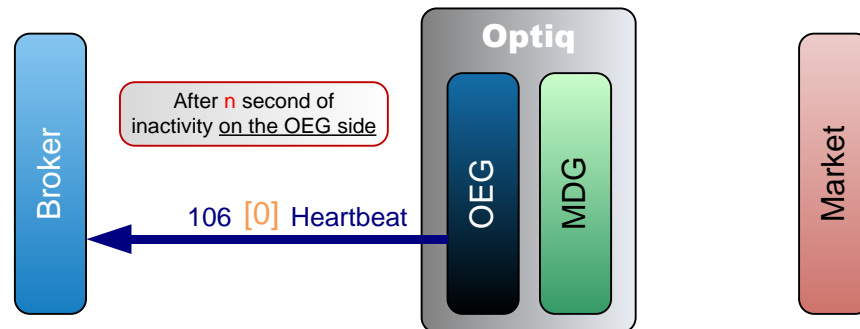 Optiq
After n second of
inactivity on the OEG side
Broker
106 [0] Heartbeat
OEG
MDG
Market